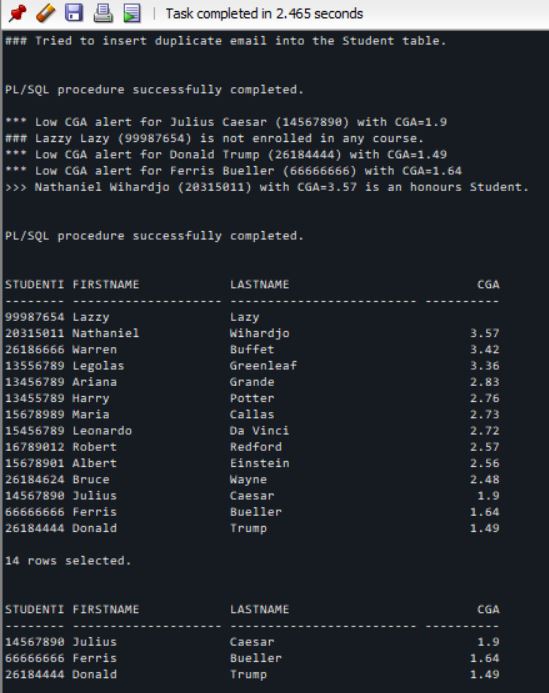 Task completed in 2.465 seconds
### Tried to insert duplicate email into the Student table.
PL/SQL procedure successfully completed.
*** Low CGA alert for Julius Caesar (14567890) with CGA=1.9
### Lazzy Lazy (99987654) is not enrolled in any course.
*** Low CGA alert for Donald Trump (26184444) with CGA=1.49
*** Low CGA alert for Ferris Bueller (66666666) with CGA=1.64
>>> Nathaniel Wihardjo (20315011) with CGA=3.57 is an honours Student.
PL/SQL procedure successfully completed.
STUDENTI FIRSTNAME            LASTNAME                         CGA
-------- -------------------- ------------------------- ----------
99987654 Lazzy                Lazy
20315011 Nathaniel            Wihardjo                        3.57
26186666 Warren               Buffet                          3.42
13556789 Legolas              Greenleaf                       3.36
13456789 Ariana               Grande                          2.83
13455789 Harry                Potter                          2.76
15678989 Maria                Callas                          2.73
15456789 Leonardo             Da Vinci                        2.72
16789012 Robert               Redford                         2.57
15678901 Albert               Einstein                        2.56
26184624 Bruce                Wayne                           2.48
14567890 Julius               Caesar                           1.9
66666666 Ferris               Bueller                         1.64
26184444 Donald               Trump                           1.49
14 rows selected.
STUDENTI FIRSTNAME            LASTNAME                         CGA
-------- -------------------- ------------------------- ----------
14567890 Julius               Caesar                           1.9
66666666 Ferris               Bueller                         1.64
26184444 Donald               Trump                           1.49